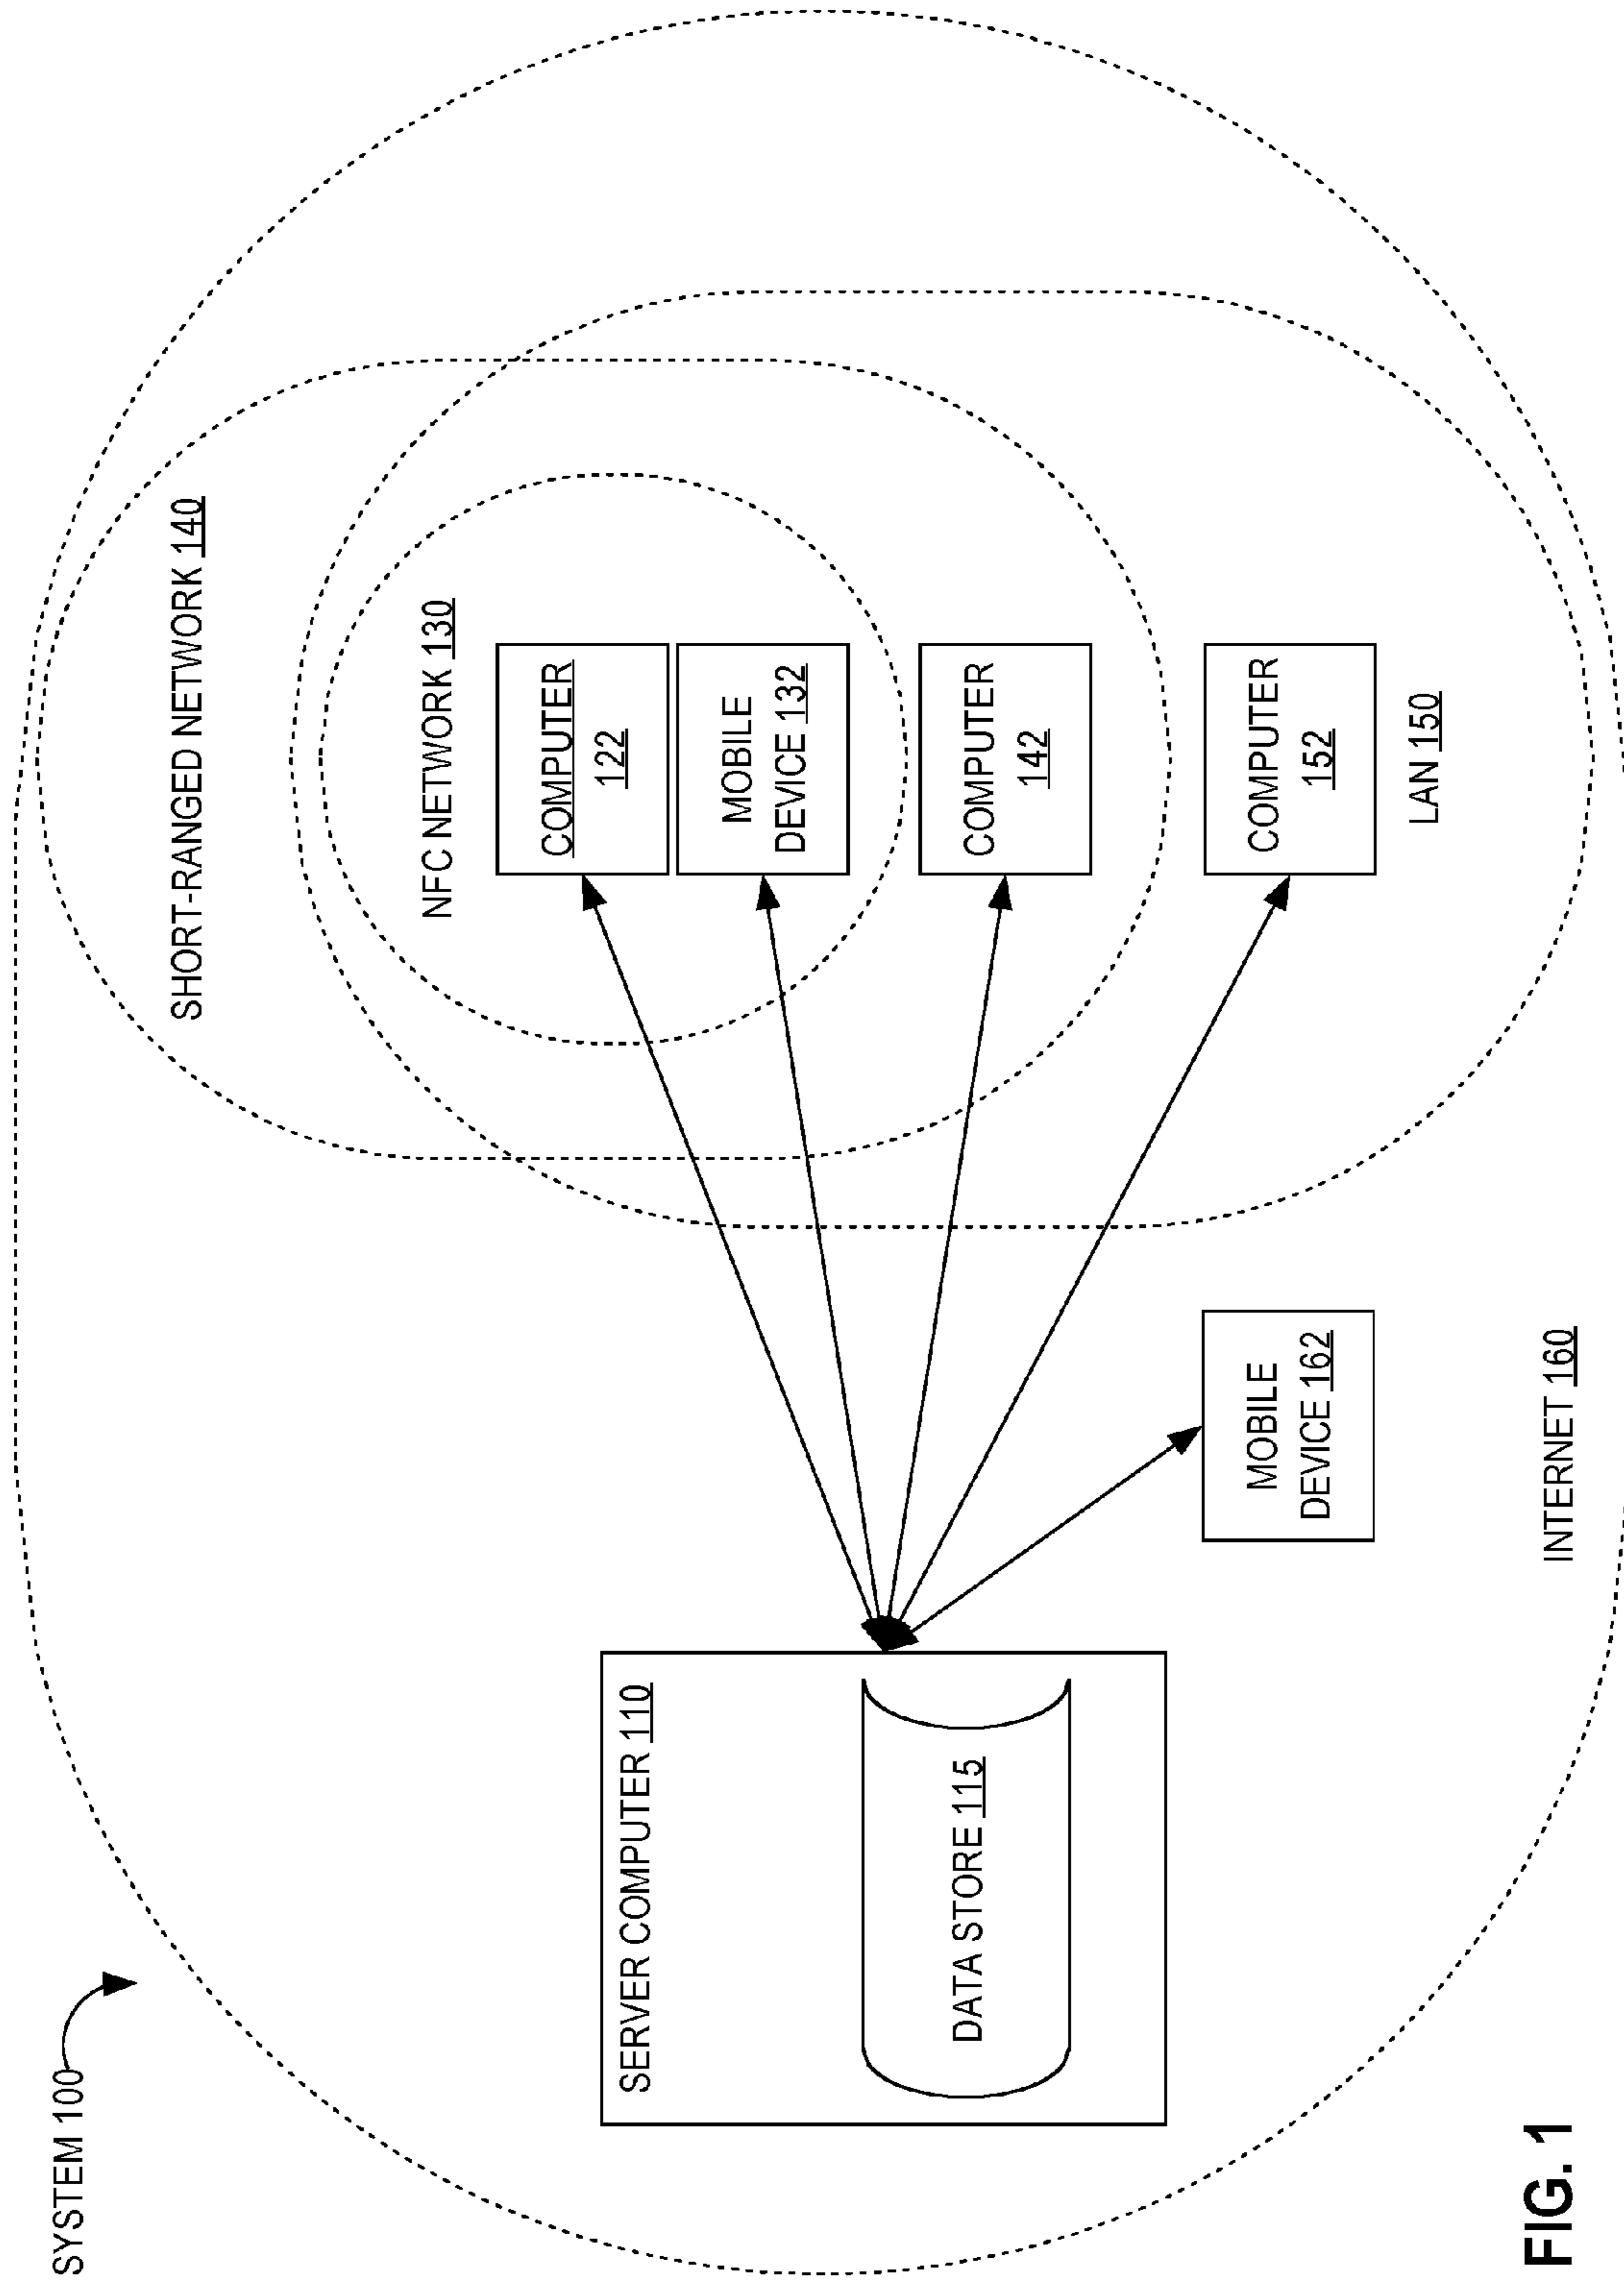 SYSTEM 100
SHORT-RANGED NETWORK 140
NFC NETWORK 130
COMPUTER
122
MOBILE
DEVICE 132
COMPUTER
142
COMPUTER
152
LAN 150
SERVER COMPUTER 110
DATA STORE 115
MOBILE
DEVICE 162
INTERNET 160
FIG. 1